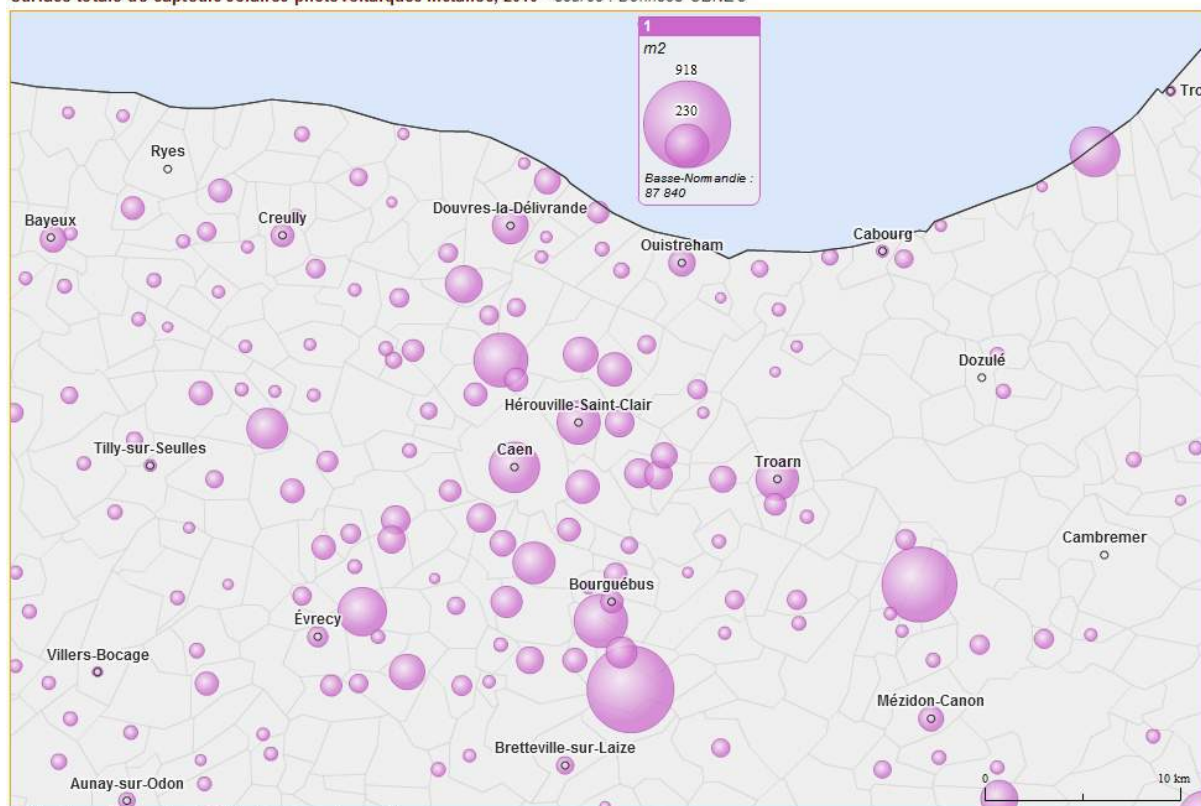 1
m2
918
230
Basse-Normandie :
87 840
Ryes
Bayeux
Creully
Douvres-la-Délivrande
Ouistreham
Cabourg
Dozulé
Hérouville-Saint-Clair
Tilly-sur-Seulles
Caen
Troarn
Cambremer
Bourguébus
Évrecy
Villers-Bocage
Mézidon-Canon
Bretteville-sur-Laize
Aunay-sur-Odon
0
10 km